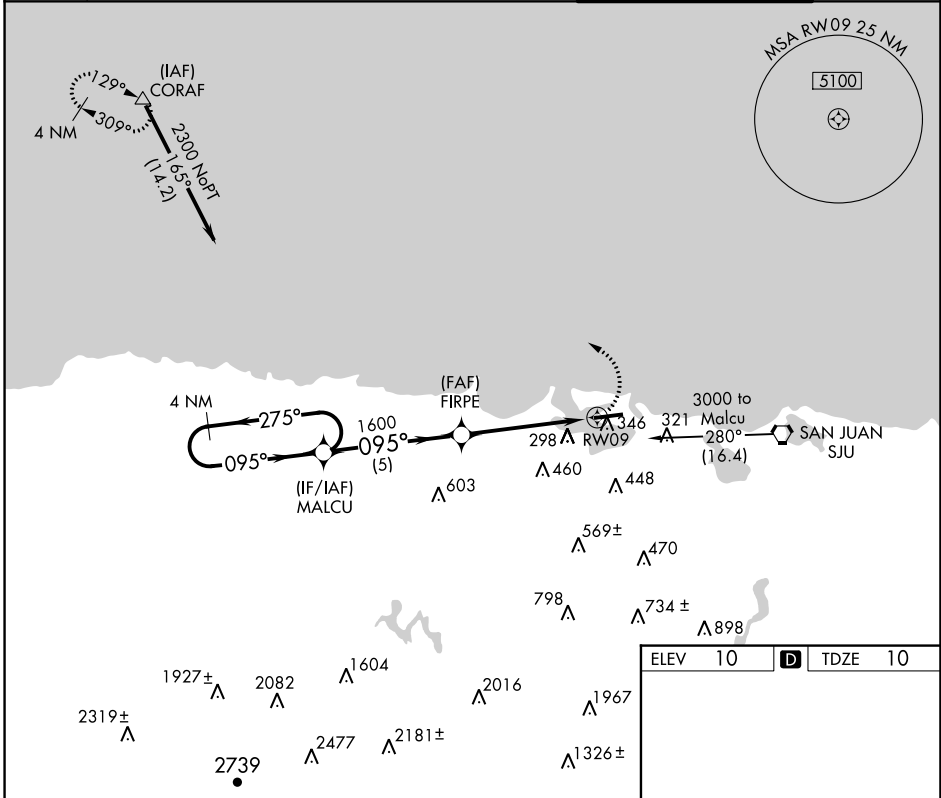 MSA RW09 25 NM
5100
(IAF)
CORAF
129°
309°
4 NM
2300 NoPT
165°
(14.2)
4 NM
275°
095°
(IF/IAF)
MALCU
1600
095°
(5)
(FAF)
FIRPE
298
346
RW09
321
3000 to
Malcu
280°
(16.4)
SAN JUAN
SJU
603
460
448
569±
470
798
734 ±
898
1927±
2082
1604
2016
1967
2319±
2477
2181±
1326±
2739
ELEV 10 D TDZE 10